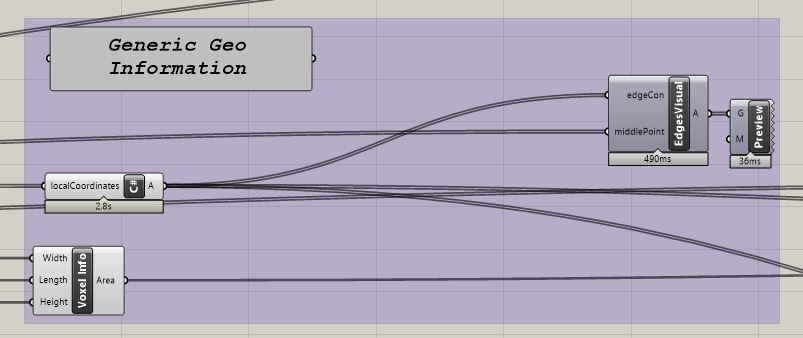 Generic Geo
Information
edgeCon
middlePoint
EdgesVisual
A
490ms
G
M
Preview
36ms
localCoordinates
C#
A
2.8s
Width
Length
Height
Voxel Info
Area